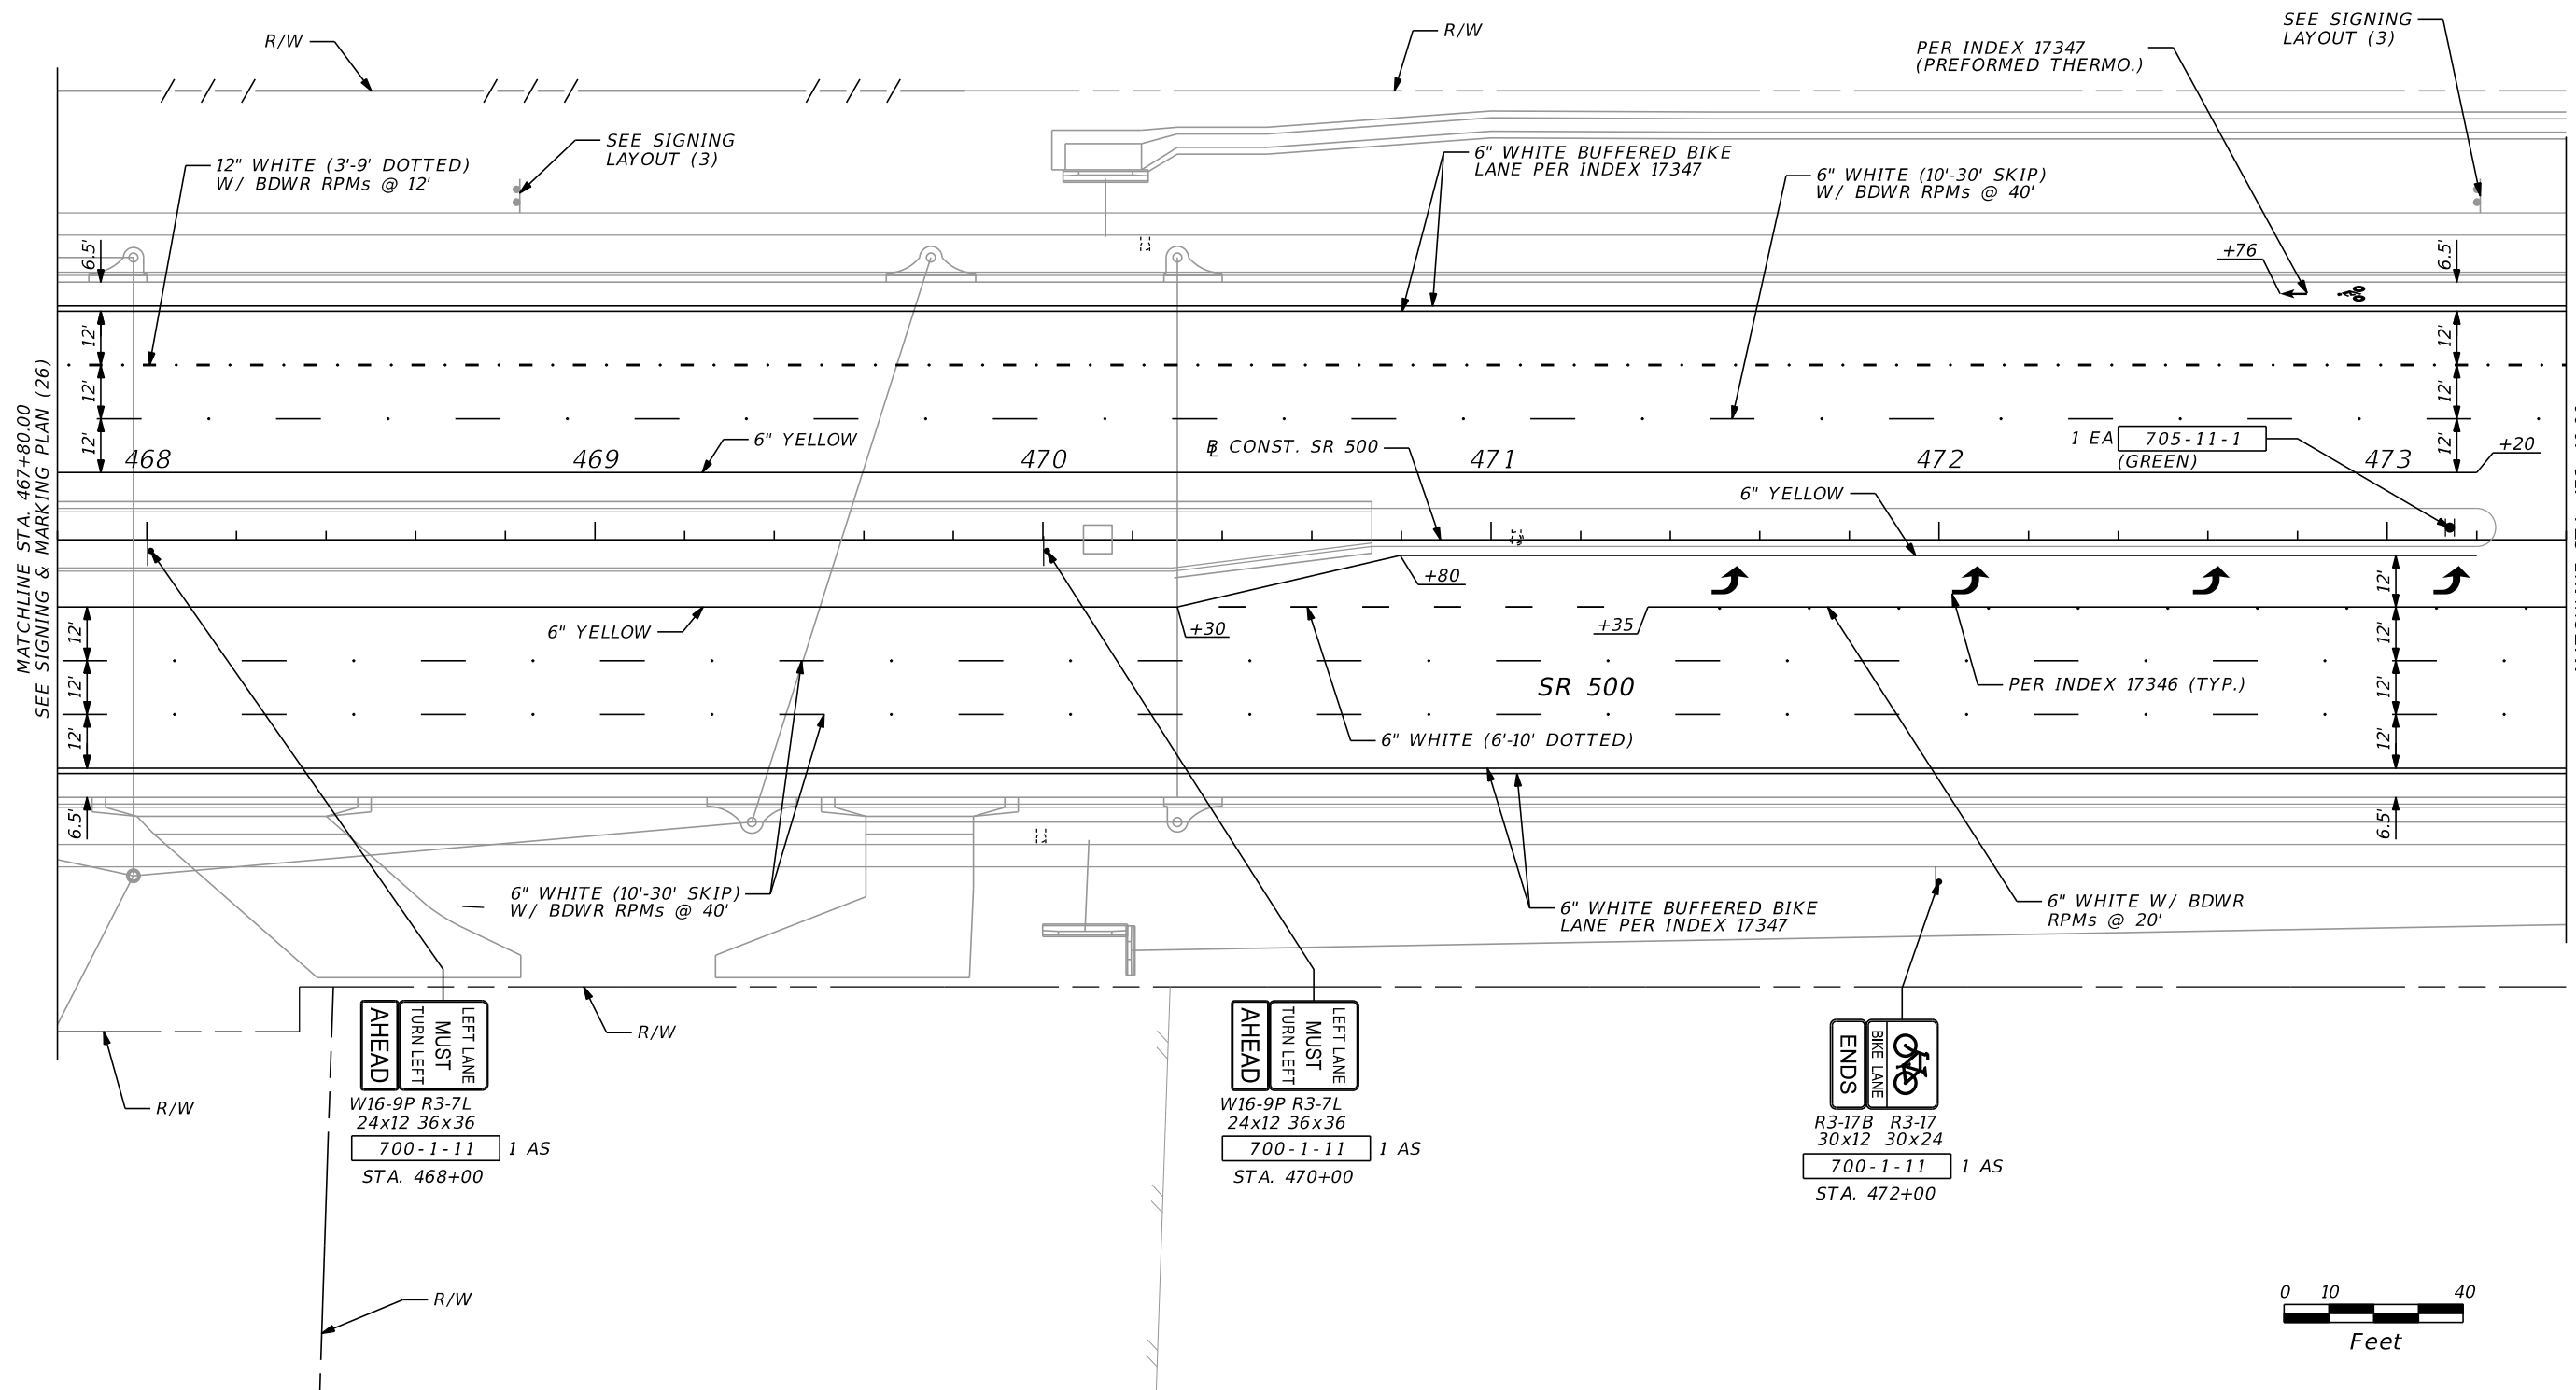 R/W
R/W
SEE SIGNING
LAYOUT (3)
PER INDEX 17347
(PREFORMED THERMO.)
SEE SIGNING
LAYOUT (3)
12" WHITE (3'-9' DOTTED)
W/ BDWR RPMs @ 12'
6" WHITE BUFFERED BIKE
LANE PER INDEX 17347
6" WHITE (10'-30' SKIP)
W/ BDWR RPMs @ 40'
6.5'
+76
6.5'
12'
12'
12'
12'
12'
12'
MATCHLINE STA. 467+80.00
SEE SIGNING & MARKING PLAN (26)
6" YELLOW
BL CONST. SR 500
1 EA 705-11-1
(GREEN)
+20
468
469
470
471
472
473
6" YELLOW
+80
12'
6" YELLOW
+30
+35
12'
12'
12'
12'
12'
12'
SR 500
PER INDEX 17346 (TYP.)
6" WHITE (6'-10' DOTTED)
6.5'
6.5'
6" WHITE (10'-30' SKIP)
W/ BDWR RPMs @ 40'
6" WHITE BUFFERED BIKE
LANE PER INDEX 17347
6" WHITE W/ BDWR
RPMs @ 20'
R/W
R/W
R/W
LEFT LANE
MUST
TURN LEFT
AHEAD
W16-9P R3-7L
24x12 36x36
700-1-11 1 AS
STA. 468+00
LEFT LANE
MUST
TURN LEFT
AHEAD
W16-9P R3-7L
24x12 36x36
700-1-11 1 AS
STA. 470+00
BIKE LANE
ENDS
R3-17B R3-17
30x12 30x24
700-1-11 1 AS
STA. 472+00
0 10 40
Feet